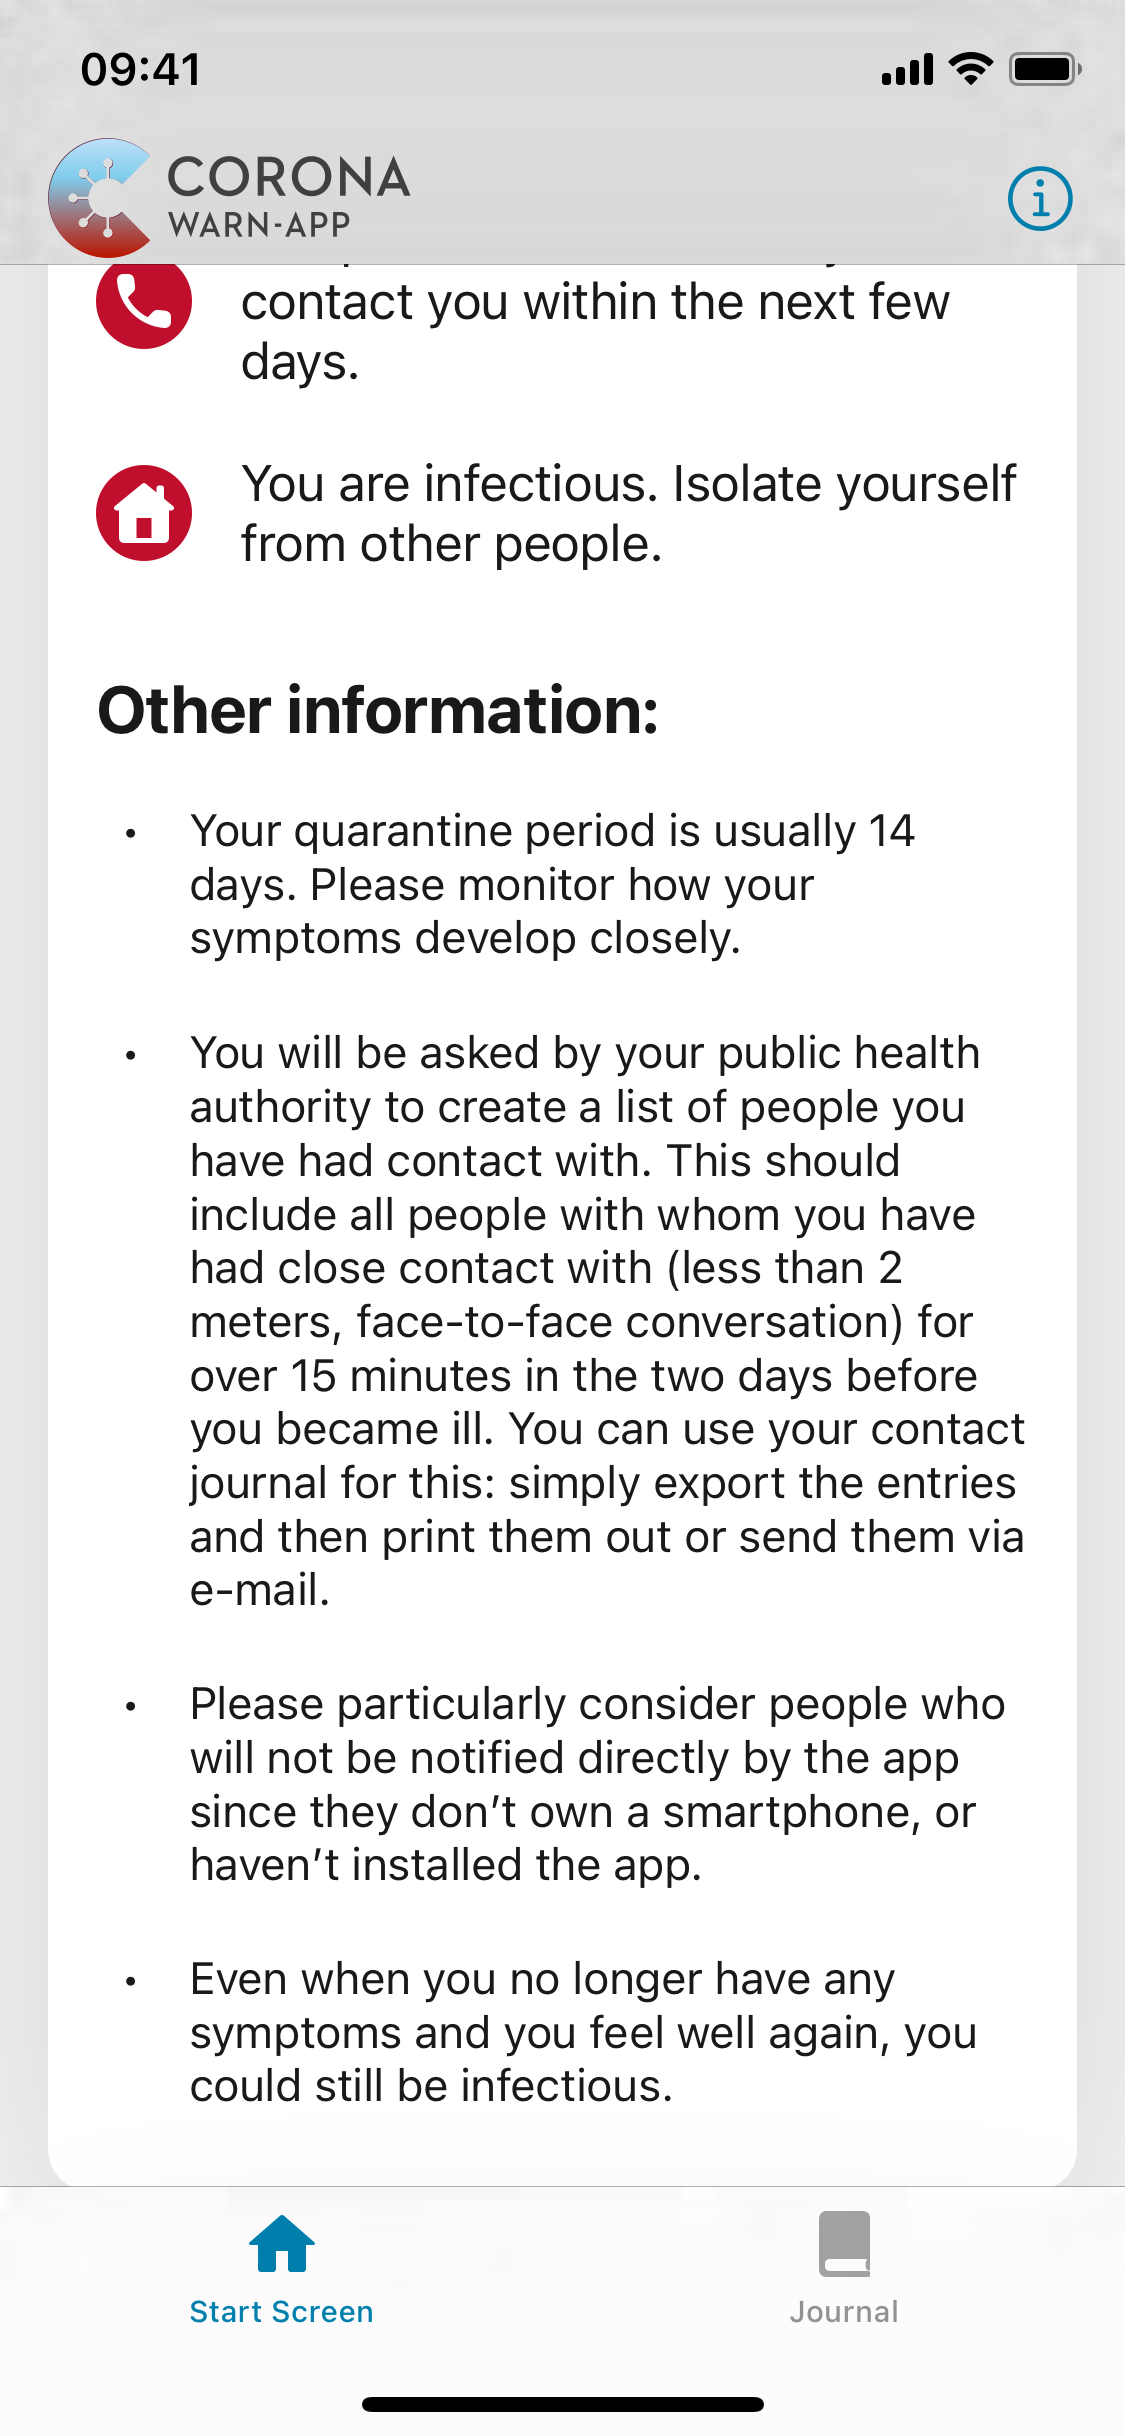 09:41
CORONA
WARN-APP
contact you within the next few
days.
You are infectious. Isolate yourself
from other people.
Other information:
• Your quarantine period is usually 14
days. Please monitor how your
symptoms develop closely.
• You will be asked by your public health
authority to create a list of people you
have had contact with. This should
include all people with whom you have
had close contact with (less than 2
meters, face-to-face conversation) for
over 15 minutes in the two days before
you became ill. You can use your contact
journal for this: simply export the entries
and then print them out or send them via
e-mail.
• Please particularly consider people who
will not be notified directly by the app
since they don’t own a smartphone, or
haven’t installed the app.
• Even when you no longer have any
symptoms and you feel well again, you
could still be infectious.
Start Screen
Journal